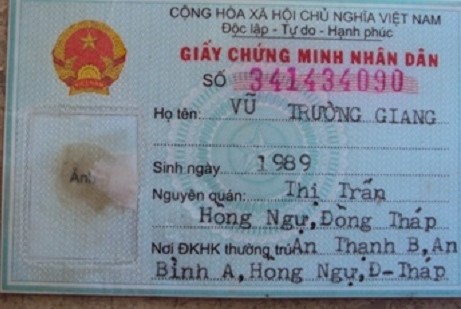 CỘNG HÒA XÃ HỘI CHỦ NGHĨA VIỆT NAM
Độc lập - Tự do - Hạnh phúc
GIẤY CHỨNG MINH NHÂN DÂN
SỐ 341434090
Họ tên: VŨ TRƯỜNG GIANG
Sinh ngày 1989
Nguyên quán: Thị Trấn
Hồng Ngự, Đồng Tháp
Nơi ĐKHK thường trú An Thạnh B, An
Bình A, Hồng Ngự, Đ-Tháp
Ảnh